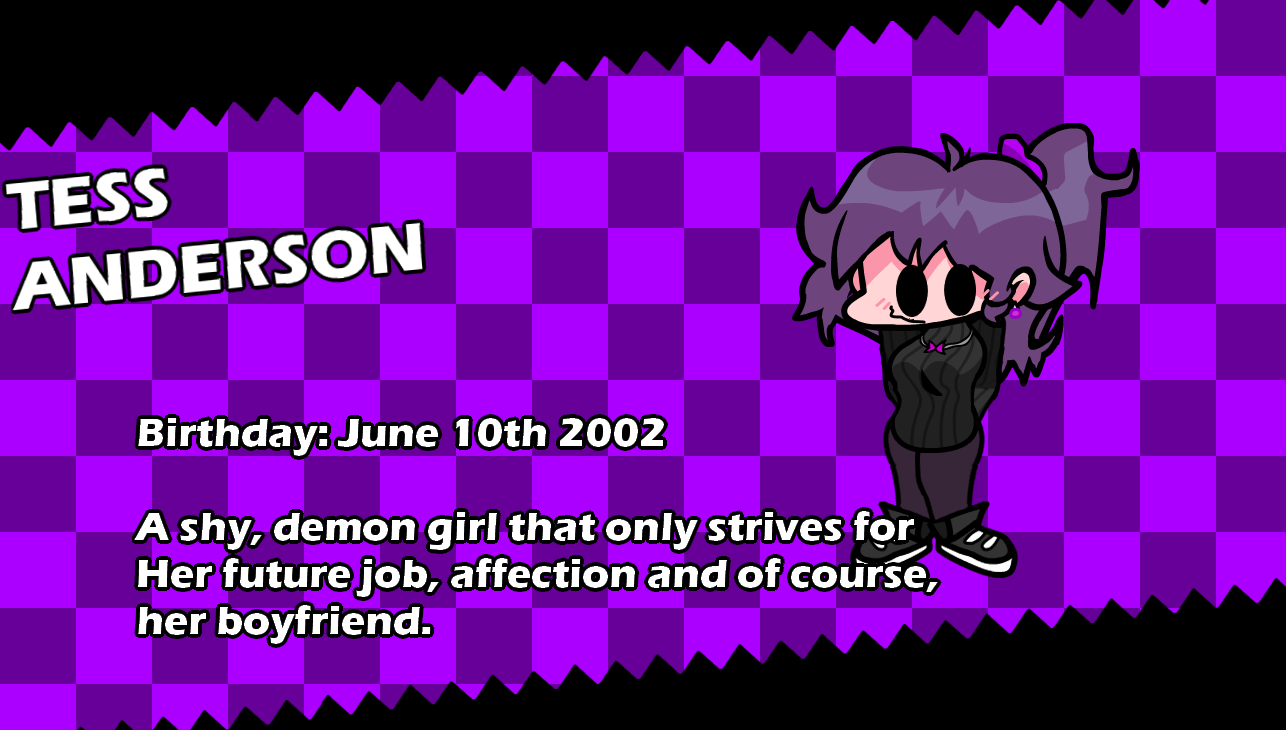 TESS
ANDERSON
Birthday: June 10th 2002
A shy, demon girl that only strives for
Her future job, affection and of course,
her boyfriend.